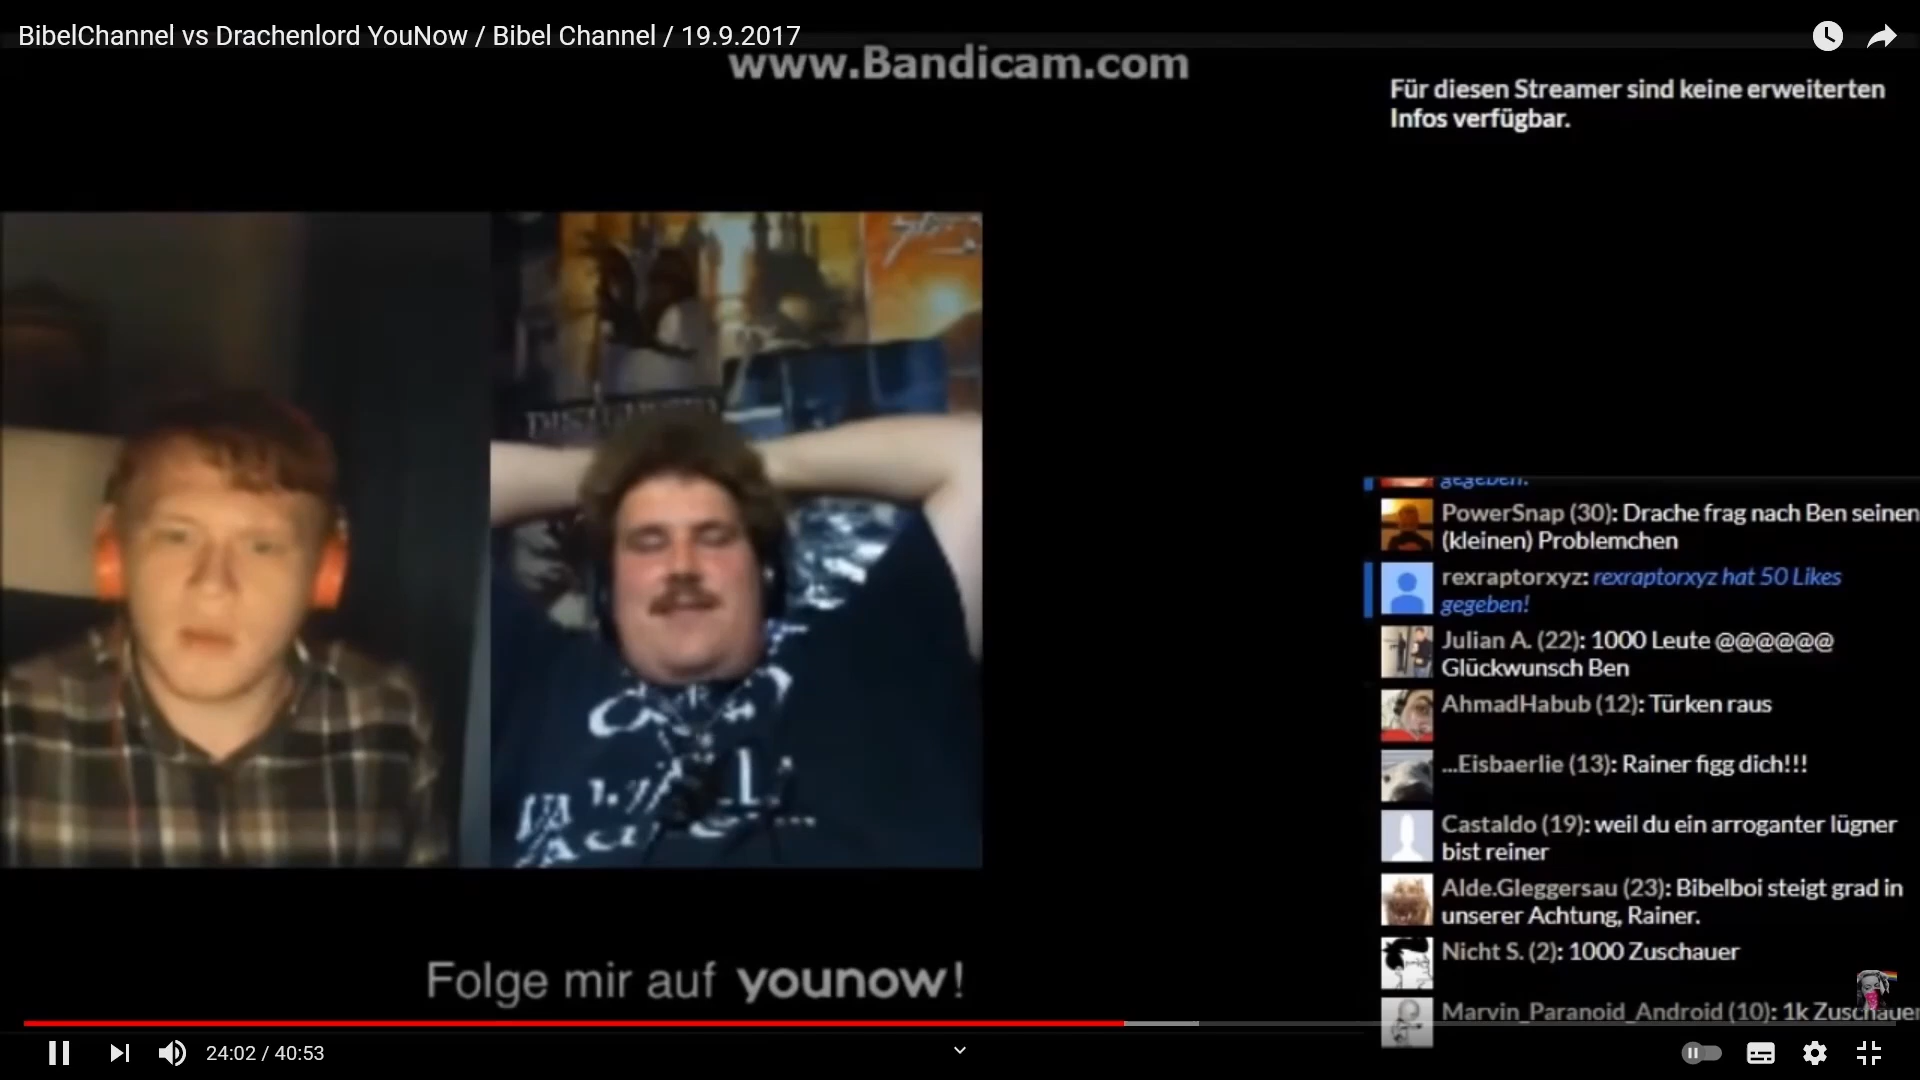 BibelChannel vs Drachenlord YouNow / Bibel Channel / 19.9.2017
www.Bandicam.com
Für diesen Streamer sind keine erweiterten
Infos verfügbar.
gegeben!
PowerSnap (30): Drache frag nach Ben seinen
(kleinen) Problemchen
rexraptorxyz: rexraptorxyz hat 50 Likes
gegeben!
Julian A. (22): 1000 Leute @@@@@@
Glückwunsch Ben
AhmadHabub (12): Türken raus
...Eisbaerlie (13): Rainer figg dich!!!
Castaldo (19): weil du ein arroganter lügner
bist reiner
Alde.Gleggersau (23): Bibelboi steigt grad in
unserer Achtung, Rainer.
Nicht S. (2): 1000 Zuschauer
Marvin_Paranoid_Android (10): 1k Zuschauer
Folge mir auf younow!
24:02 / 40:53